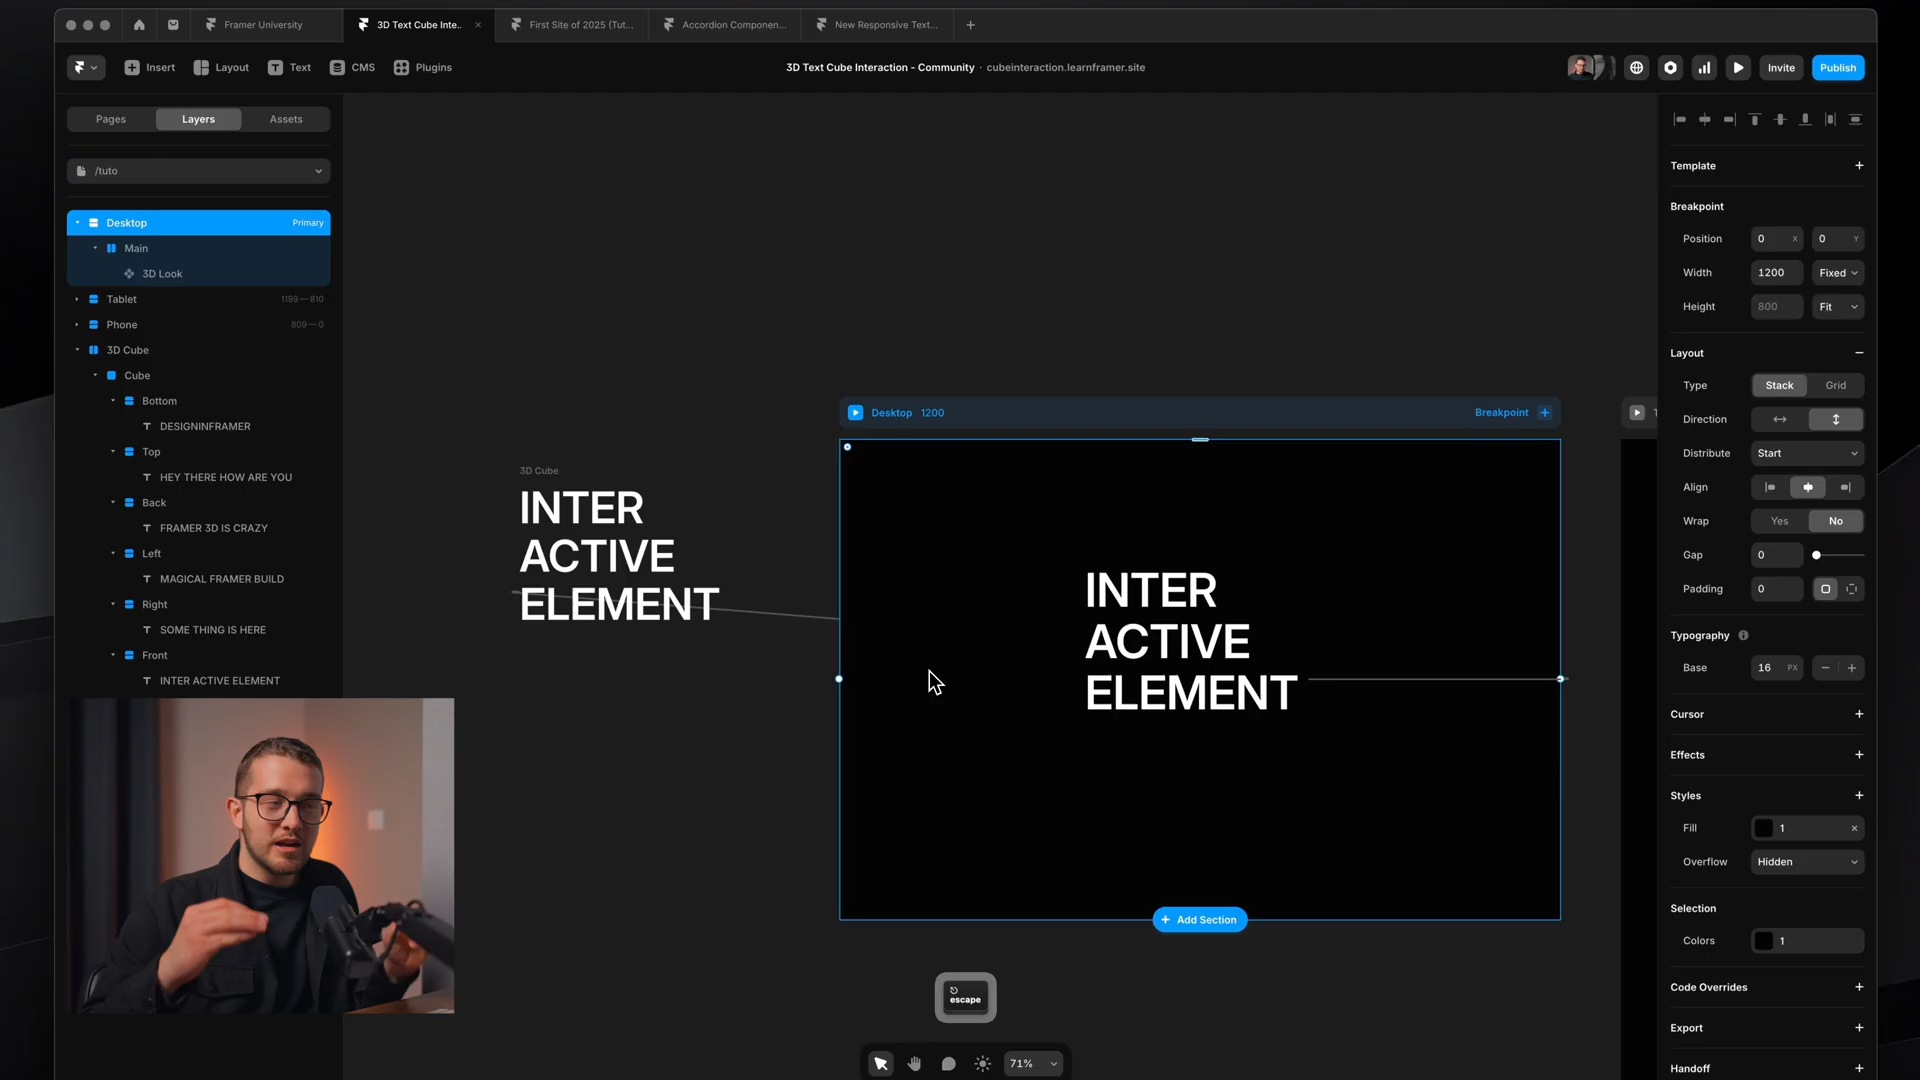 Framer University
3D Text Cube Inte..
First Site of 2025 (Tut...
Accordion Componen...
New Responsive Text...
Insert
Layout
Text
CMS
Plugins
3D Text Cube Interaction - Community · cubeinteraction.learnframer.site
Invite
Publish
Pages
Layers
Assets
/tuto
Desktop
Primary
Main
3D Look
Tablet
1199—810
Phone
809—0
3D Cube
Cube
Bottom
DESIGNINFRAMER
Top
HEY THERE HOW ARE YOU
Back
FRAMER 3D IS CRAZY
Left
MAGICAL FRAMER BUILD
Right
SOME THING IS HERE
Front
INTER ACTIVE ELEMENT
3D Cube
INTER
ACTIVE
ELEMENT
Desktop 1200
Breakpoint
INTER
ACTIVE
ELEMENT
Add Section
escape
71%
Template
Breakpoint
Position
0 X
0 Y
Width
1200
Fixed
Height
800
Fit
Layout
Type
Stack
Grid
Direction
Distribute
Start
Align
Wrap
Yes
No
Gap
0
Padding
0
Typography
Base
16 PX
Cursor
Effects
Styles
Fill
1
Overflow
Hidden
Selection
Colors
1
Code Overrides
Export
Handoff